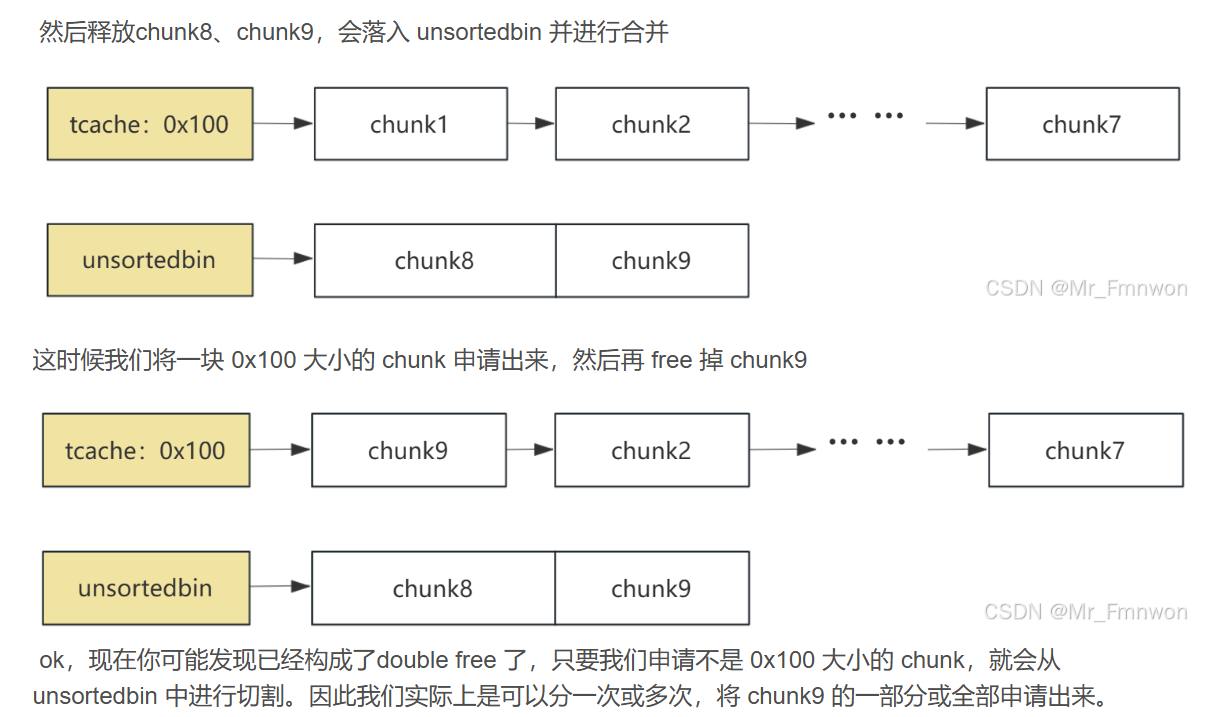 然后释放chunk8、chunk9，会落入 unsortedbin 并进行合并
tcache：0x100
chunk1
chunk2
... ...
chunk7
unsortedbin
chunk8
chunk9
CSDN @Mr_Fmnwon
这时候我们将一块 0x100 大小的 chunk 申请出来，然后再 free 掉 chunk9
tcache：0x100
chunk9
chunk2
... ...
chunk7
unsortedbin
chunk8
chunk9
CSDN @Mr_Fmnwon
ok，现在你可能发现已经构成了double free 了，只要我们申请不是 0x100 大小的 chunk，就会从
unsortedbin 中进行切割。因此我们实际上是可以分一次或多次，将 chunk9 的一部分或全部申请出来。